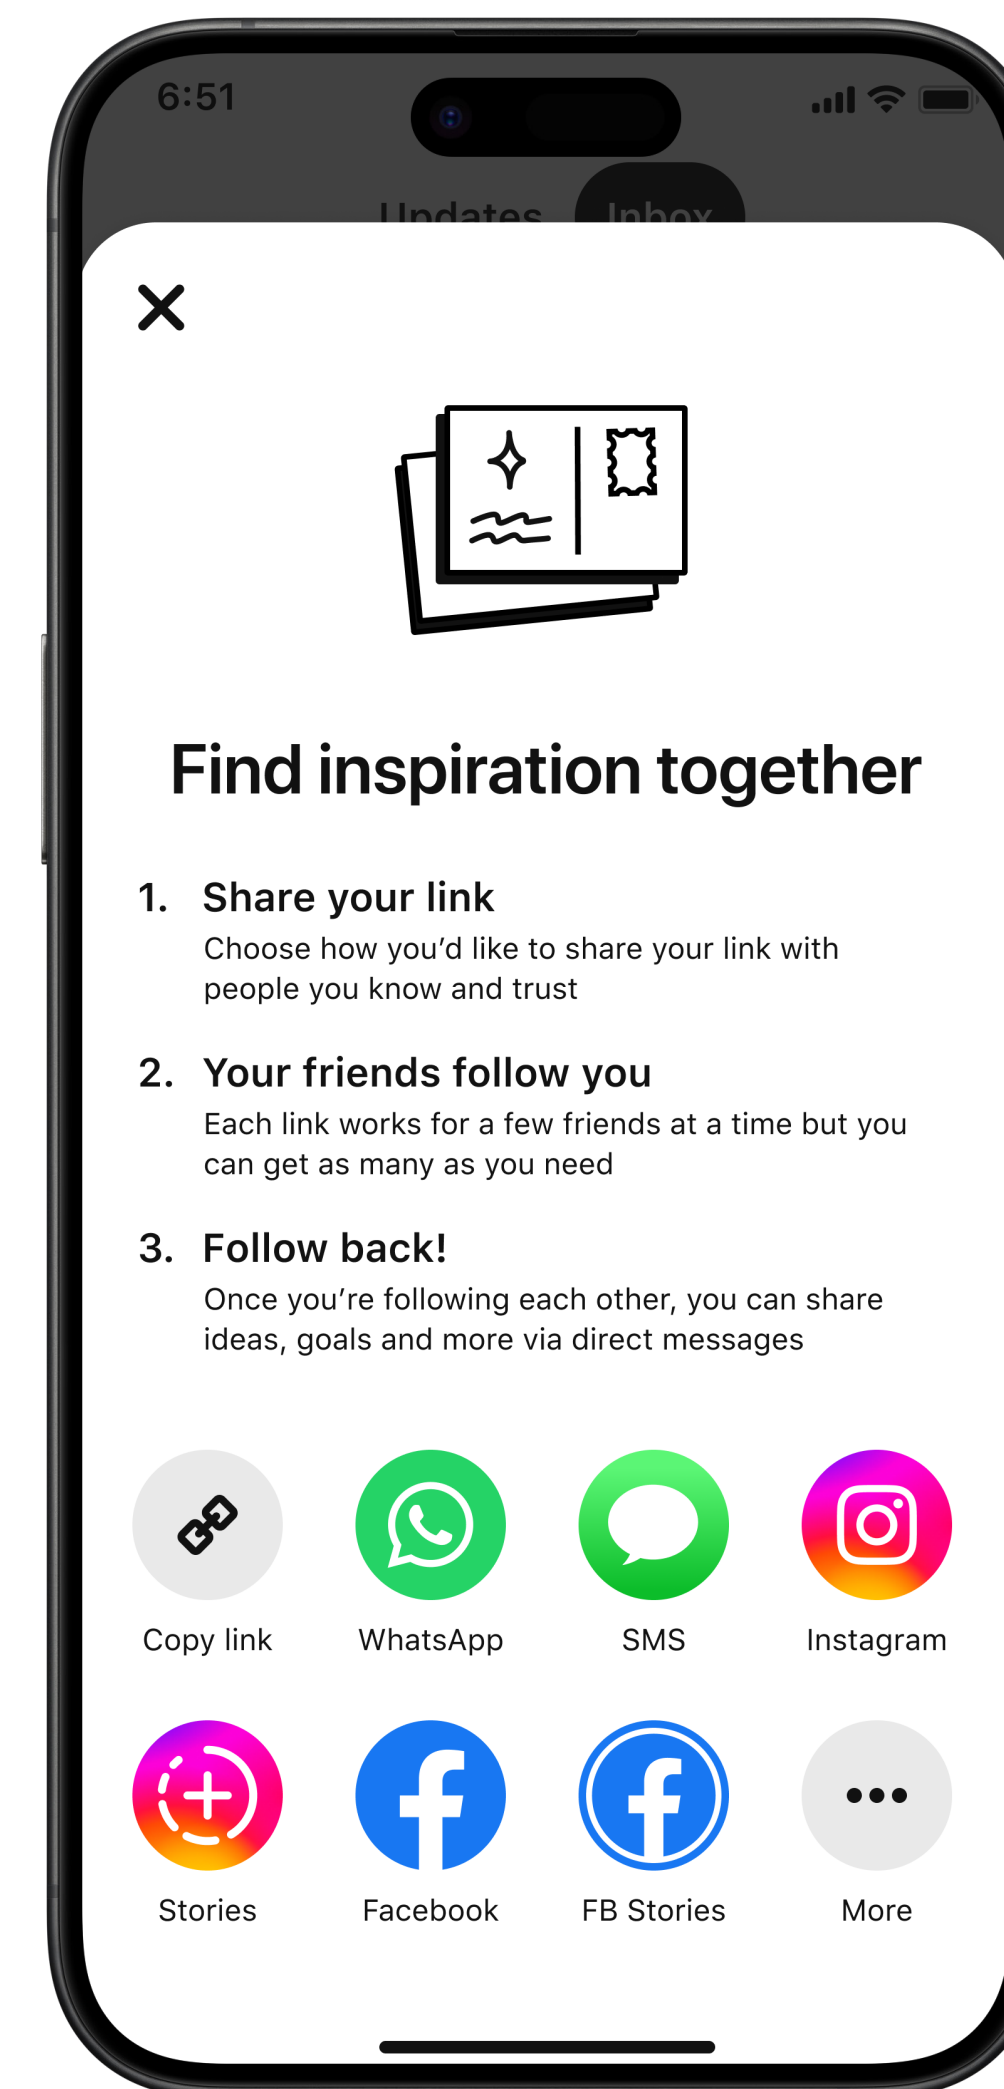 6:51
Updates
Inbox
Find inspiration together
1. Share your link
Choose how you’d like to share your link with
people you know and trust
2. Your friends follow you
Each link works for a few friends at a time but you
can get as many as you need
3. Follow back!
Once you’re following each other, you can share
ideas, goals and more via direct messages
Copy link
WhatsApp
SMS
Instagram
Stories
Facebook
FB Stories
More